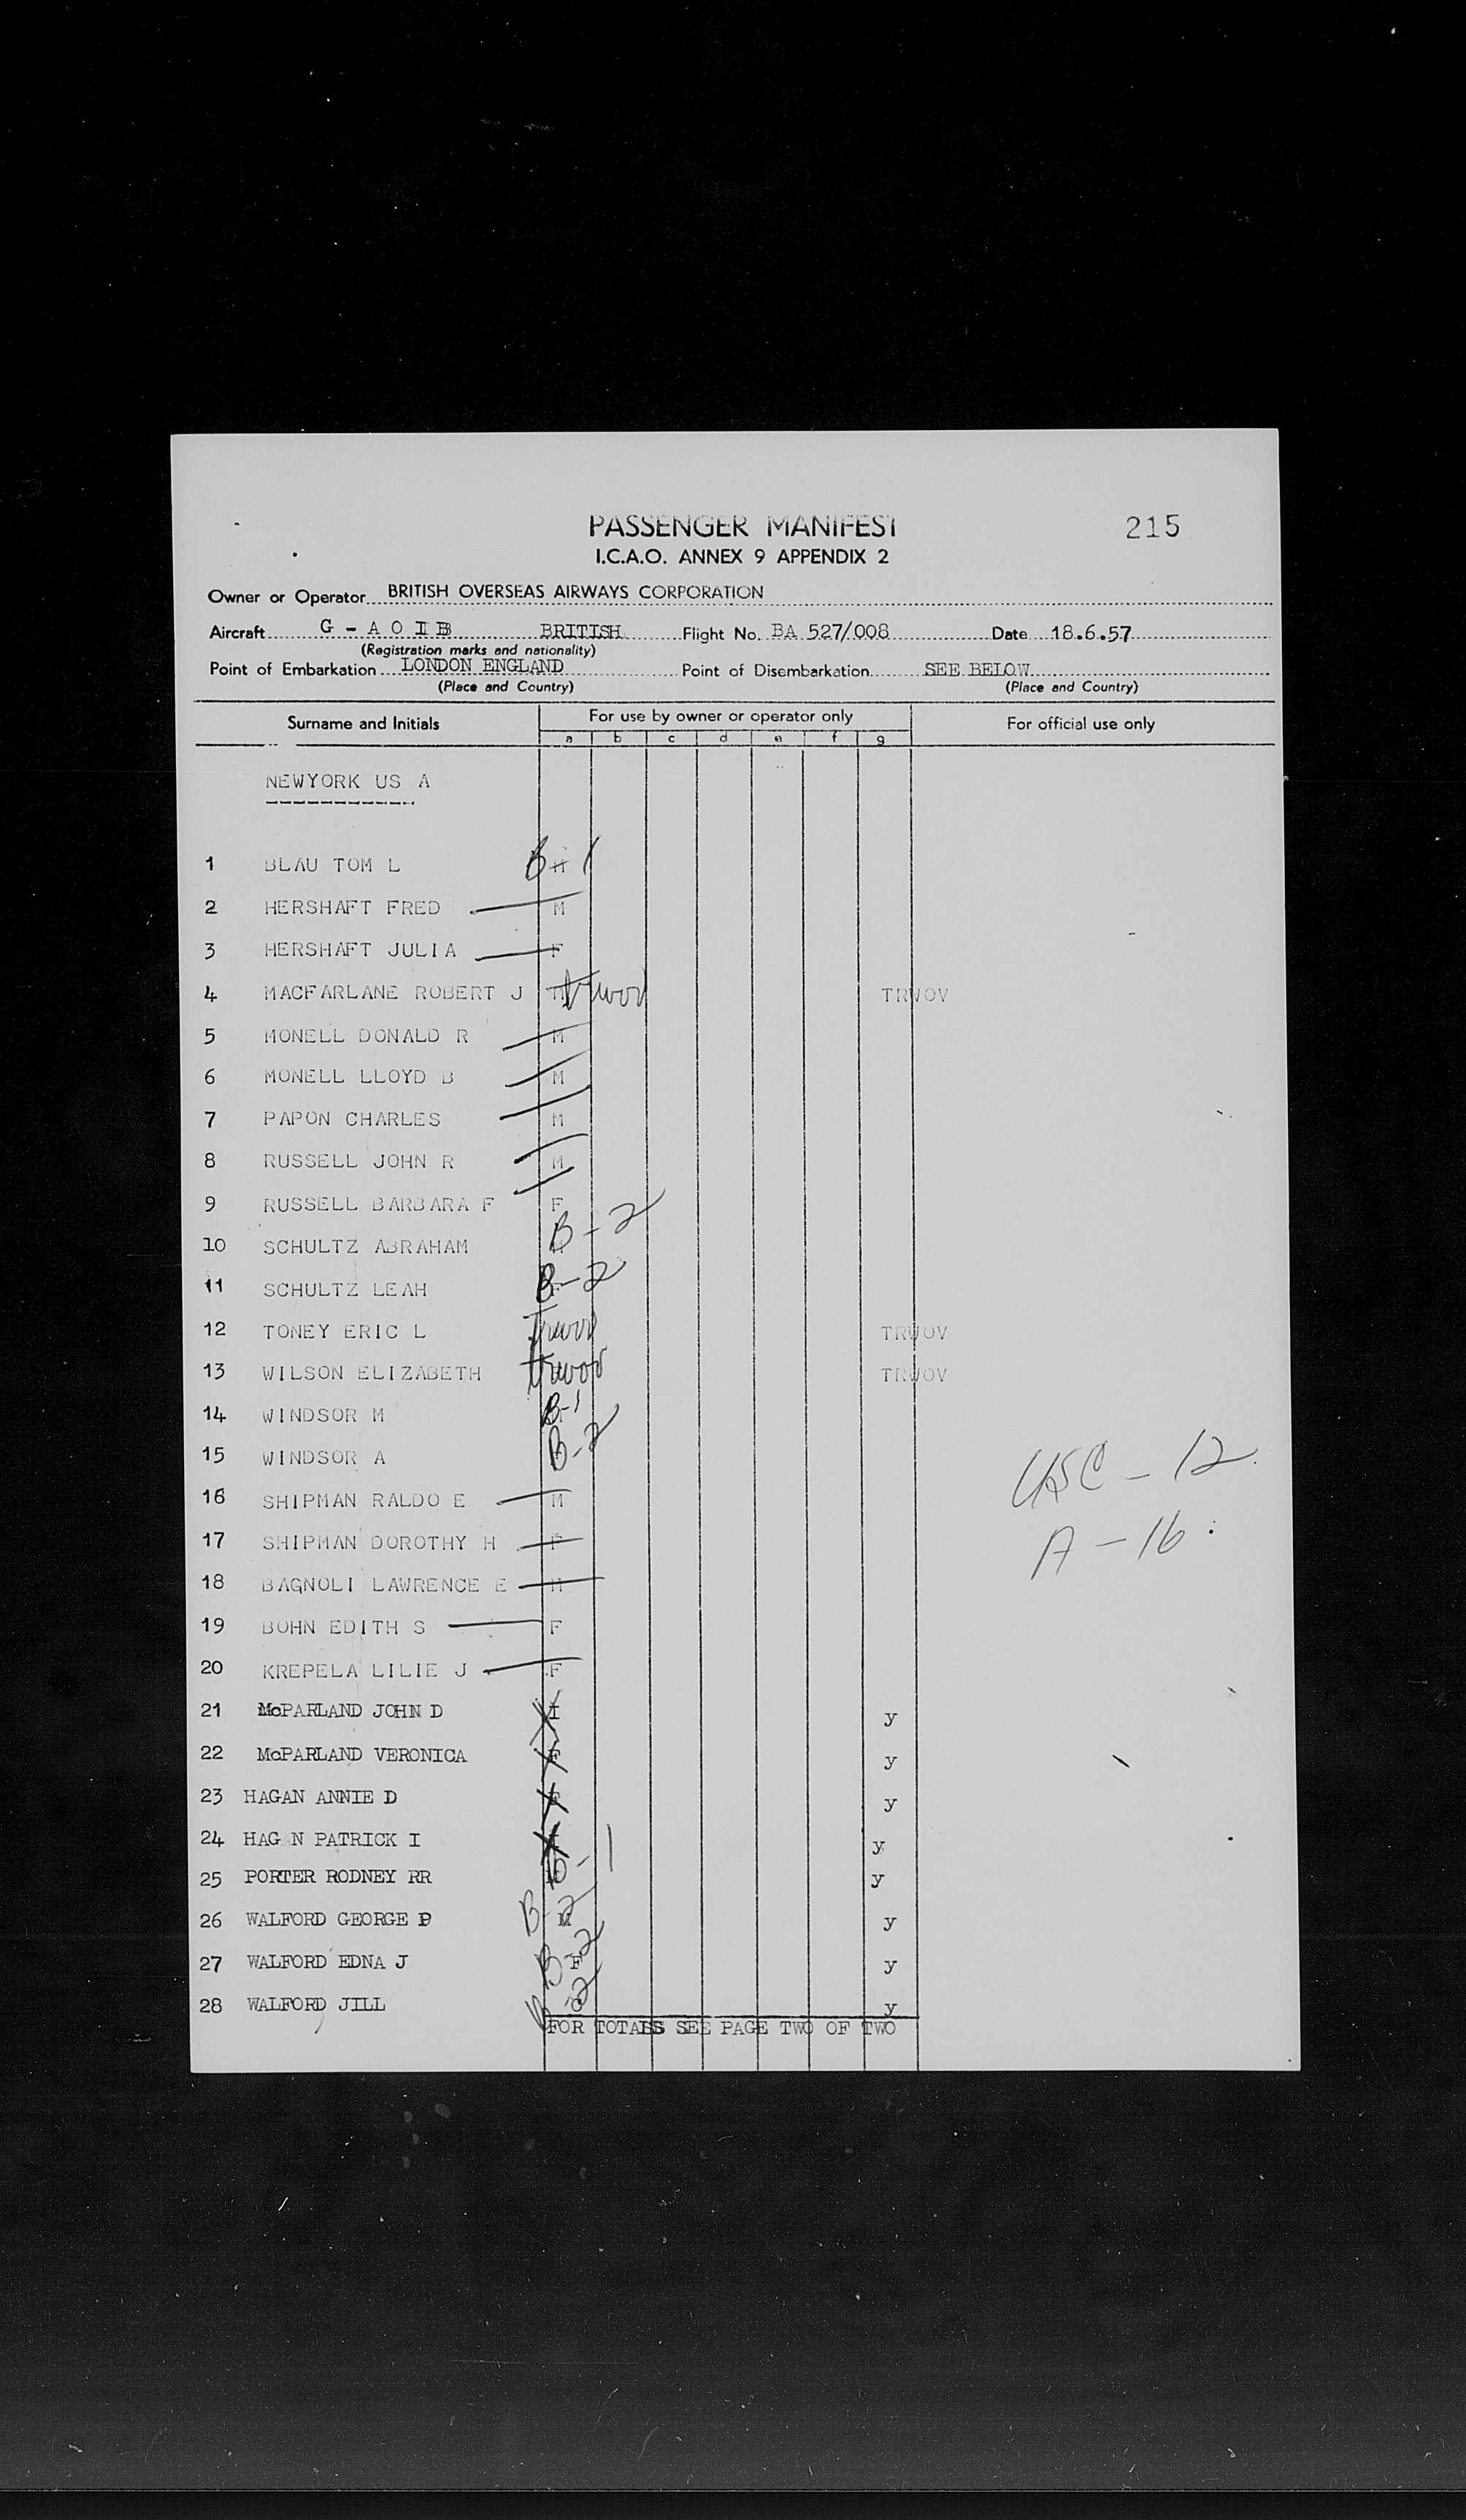 PASSENGER MANIFEST 215
I.C.A.O. ANNEX 9 APPENDIX 2
Owner or Operator BRITISH OVERSEAS AIRWAYS CORPORATION
Aircraft G - A O I B BRITISH Flight No. BA 527/008 Date 18.6.57
(Registration marks and nationality)
Point of Embarkation LONDON ENGLAND Point of Disembarkation SEE BELOW
(Place and Country) (Place and Country)
Surname and Initials For use by owner or operator only For official use only
a b c d e f g
NEWYORK US A
1 BLAU TOM L B-1
2 HERSHAFT FRED M
3 HERSHAFT JULIA F
4 MACFARLANE ROBERT J trwov TRWOV
5 MONELL DONALD R M
6 MONELL LLOYD B M
7 PAPON CHARLES M
8 RUSSELL JOHN R M
9 RUSSELL BARBARA F F
10 SCHULTZ ABRAHAM B-2
11 SCHULTZ LEAH B-2
12 TONEY ERIC L Trwov TRWOV
13 WILSON ELIZABETH trwov TRWOV
14 WINDSOR M B-1
15 WINDSOR A B-2
USC - 12
16 SHIPMAN RALDO E M
A - 16
17 SHIPMAN DOROTHY H F
18 BAGNOLI LAWRENCE E M
19 BOHN EDITH S F
20 KREPELA LILIE J F
21 McPARLAND JOHN D y
22 McPARLAND VERONICA F y
23 HAGAN ANNIE D F y
24 HAG N PATRICK I y
25 PORTER RODNEY RR B-1 y
26 WALFORD GEORGE P B-2 M y
27 WALFORD EDNA J B-2 F y
28 WALFORD JILL B-2 y
FOR TOTALS SEE PAGE TWO OF TWO